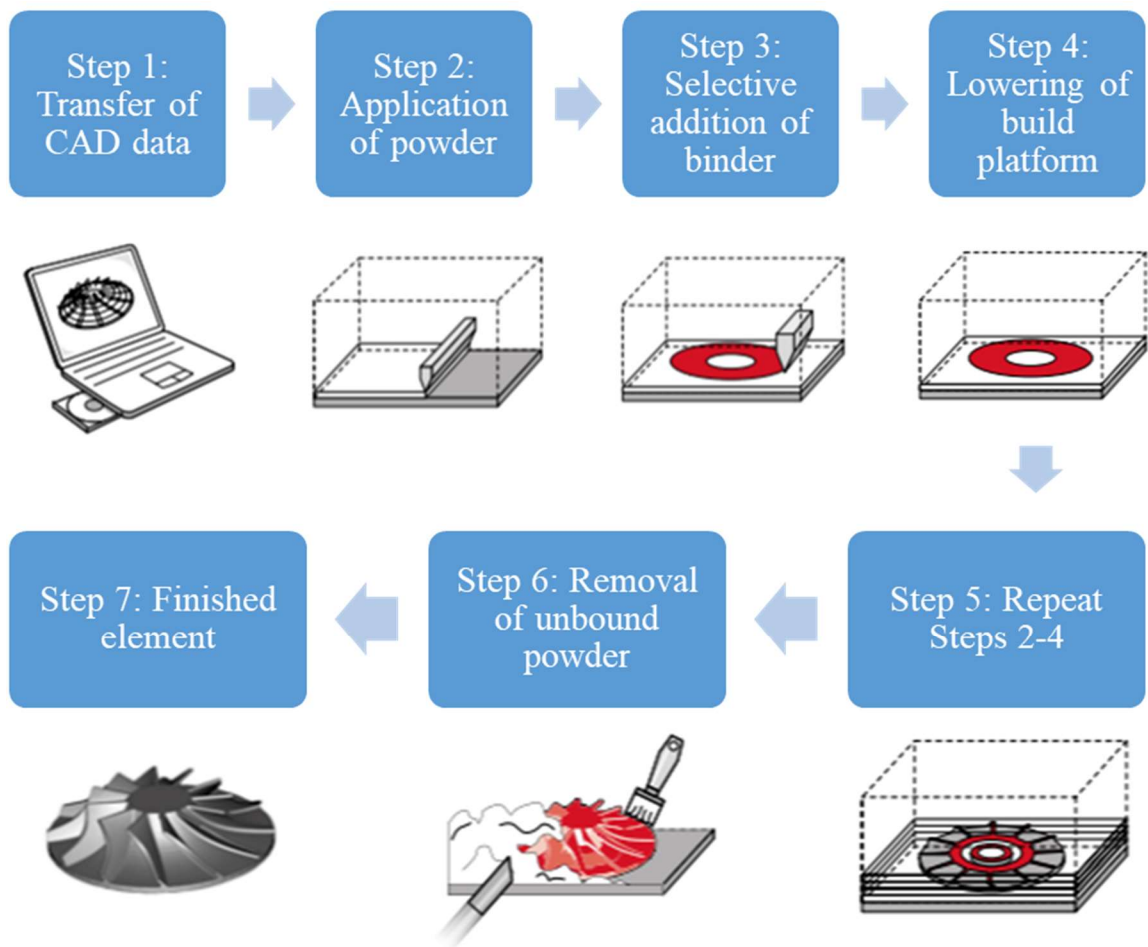 Step 1:
Transfer of
CAD data
Step 2:
Application
of powder
Step 3:
Selective
addition of
binder
Step 4:
Lowering of
build
platform
Step 5: Repeat
Steps 2-4
Step 6: Removal
of unbound
powder
Step 7: Finished
element